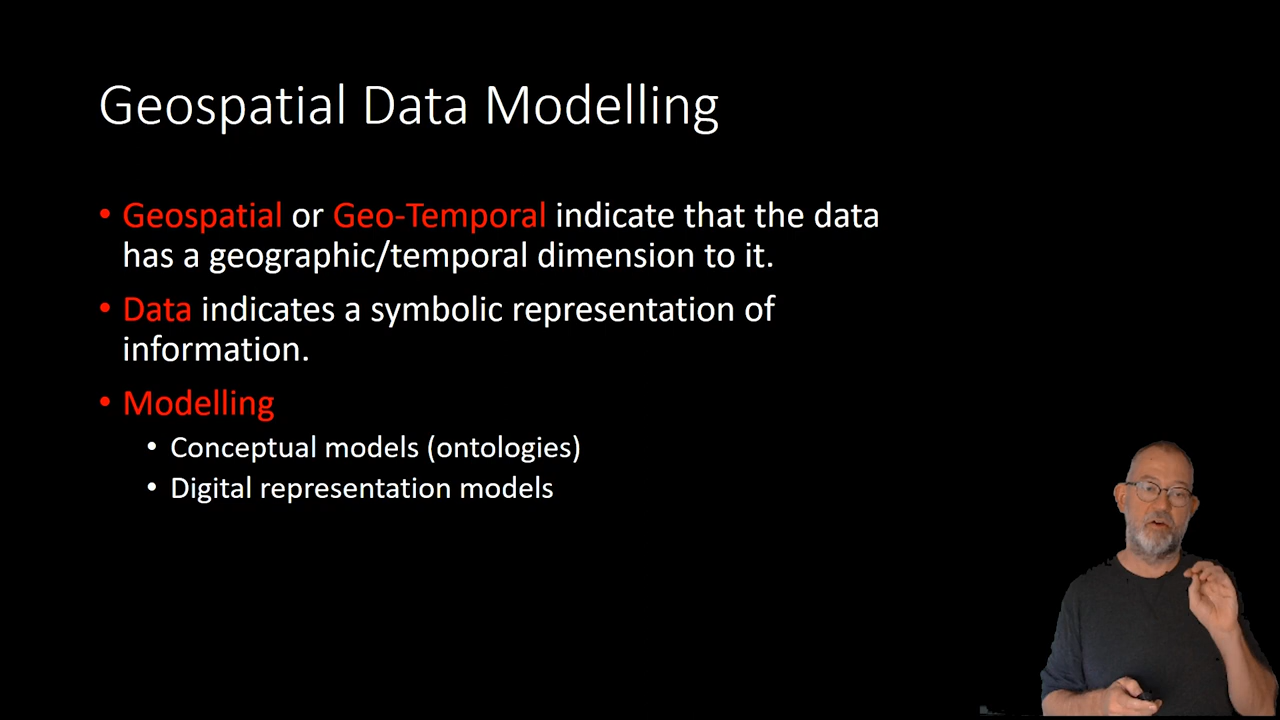 Geospatial Data Modelling
• Geospatial or Geo-Temporal indicate that the data
has a geographic/temporal dimension to it.
• Data indicates a symbolic representation of
information.
• Modelling
• Conceptual models (ontologies)
• Digital representation models